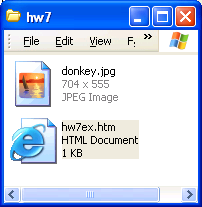 hw7
File Edit View F »
donkey.jpg
704 x 555
JPEG Image
hw7ex.htm
HTML Document
1 KB